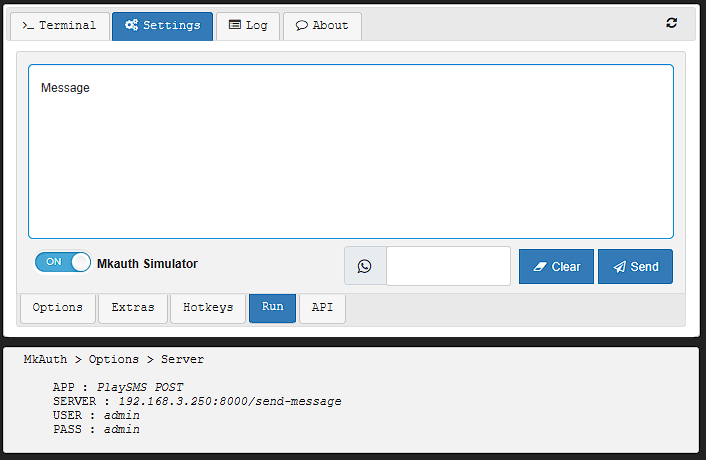 >_ Terminal Settings Log About
Message
ON Mkauth Simulator Clear Send
Options Extras Hotkeys Run API
MkAuth > Options > Server
APP : PlaySMS POST
SERVER : 192.168.3.250:8000/send-message
USER : admin
PASS : admin